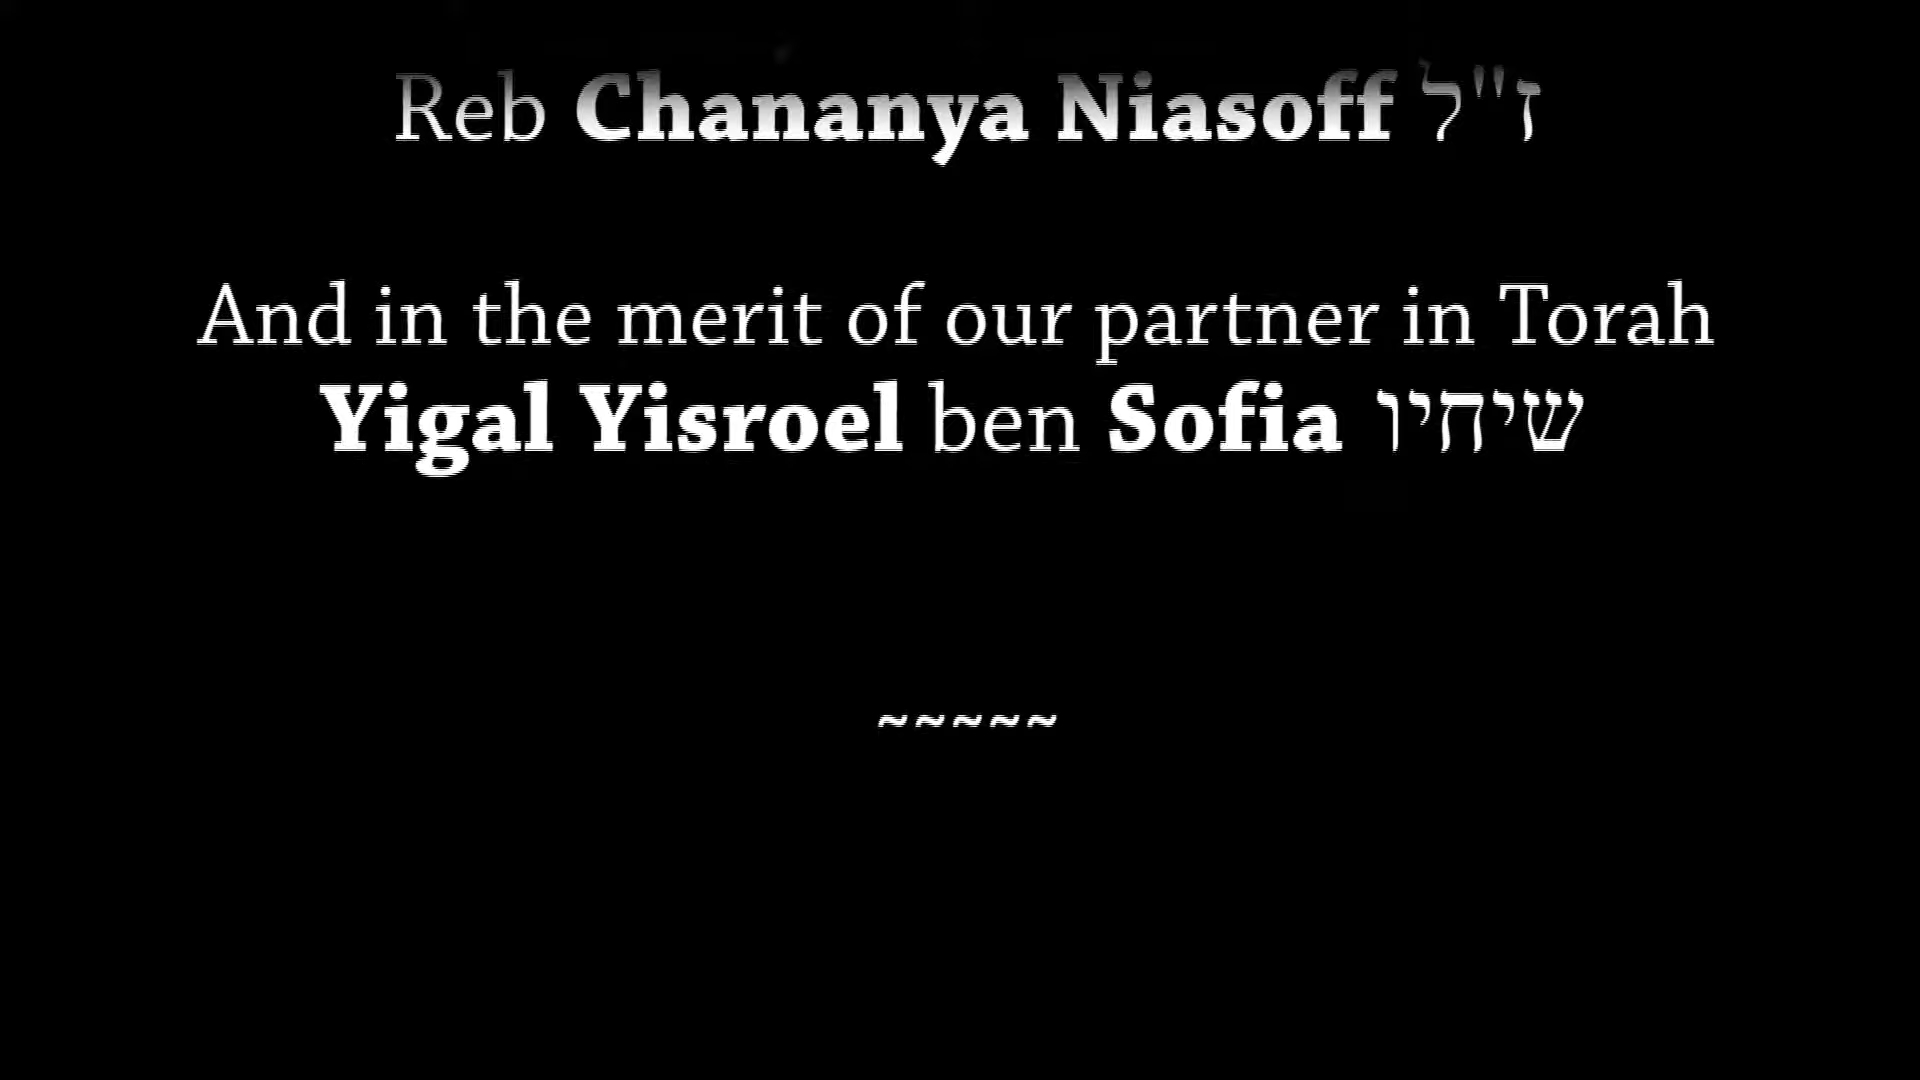 Reb Chananya Niasoff ז"ל
And in the merit of our partner in Torah
Yigal Yisroel ben Sofia שיחיו
~~~~~